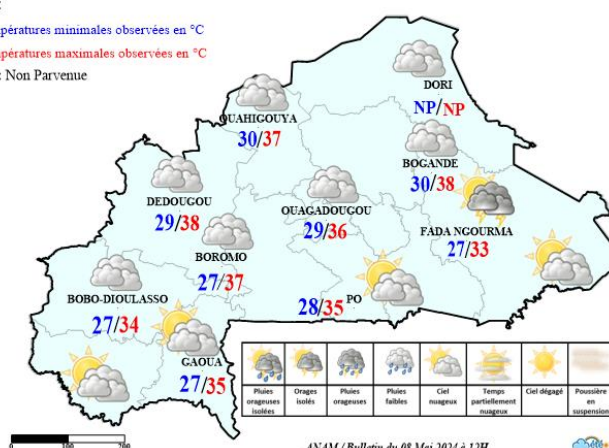 pératures minimales observées en °C
pératures maximales observées en °C
: Non Parvenue
DORI
NP/NP
OUAHIGOUYA
30/37
BOGANDE
30/38
DEDOUGOU
29/38
OUAGADOUGOU
29/36
FADA NGOURMA
27/33
BOROMO
27/37
BOBO-DIOULASSO
27/34
28/35 PO
GAOUA
27/35
Pluies orageuses isolées
Orages isolés
Pluies orageuses
Pluies faibles
Ciel nuageux
Temps partiellement nuageux
Ciel dégagé
Poussière en suspension
100 200
ANAM / Bulletin du 08 Mai 2024 à 12H